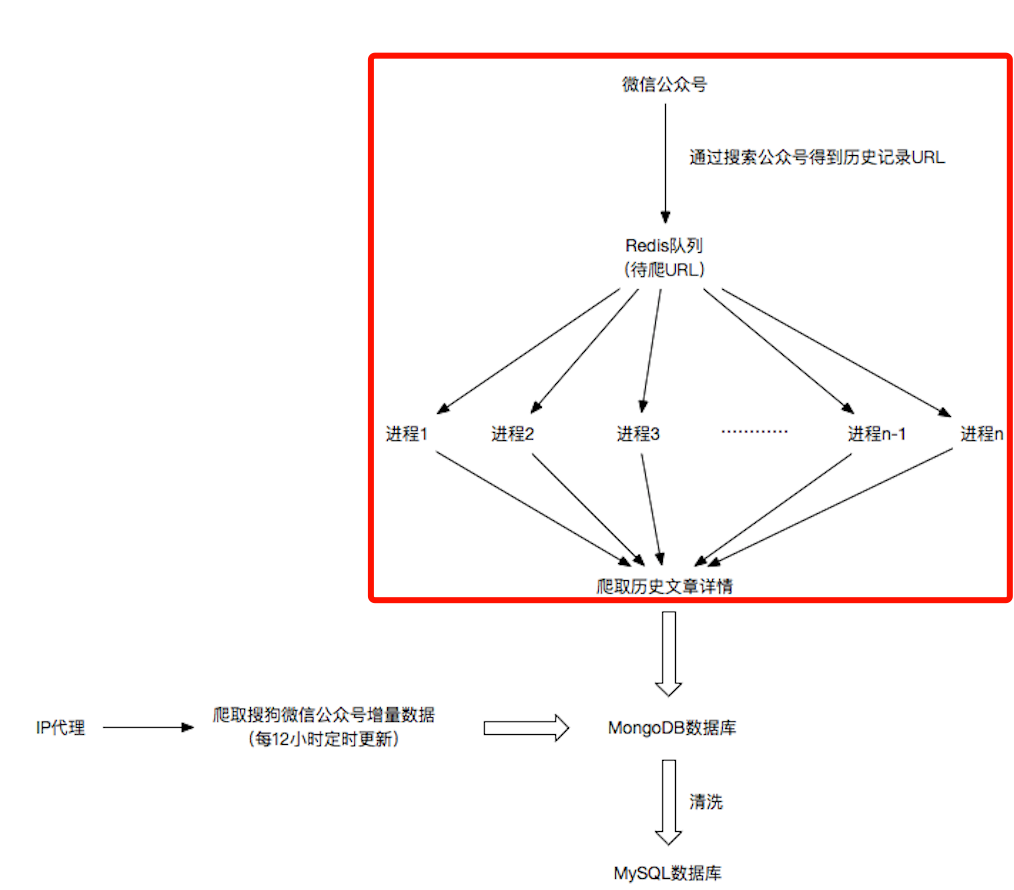 微信公众号
通过搜索公众号得到历史记录URL
Redis队列
（待爬URL）
进程1
进程2
进程3
…………
进程n-1
进程n
爬取历史文章详情
IP代理
爬取搜狗微信公众号增量数据
（每12小时定时更新）
MongoDB数据库
清洗
MySQL数据库